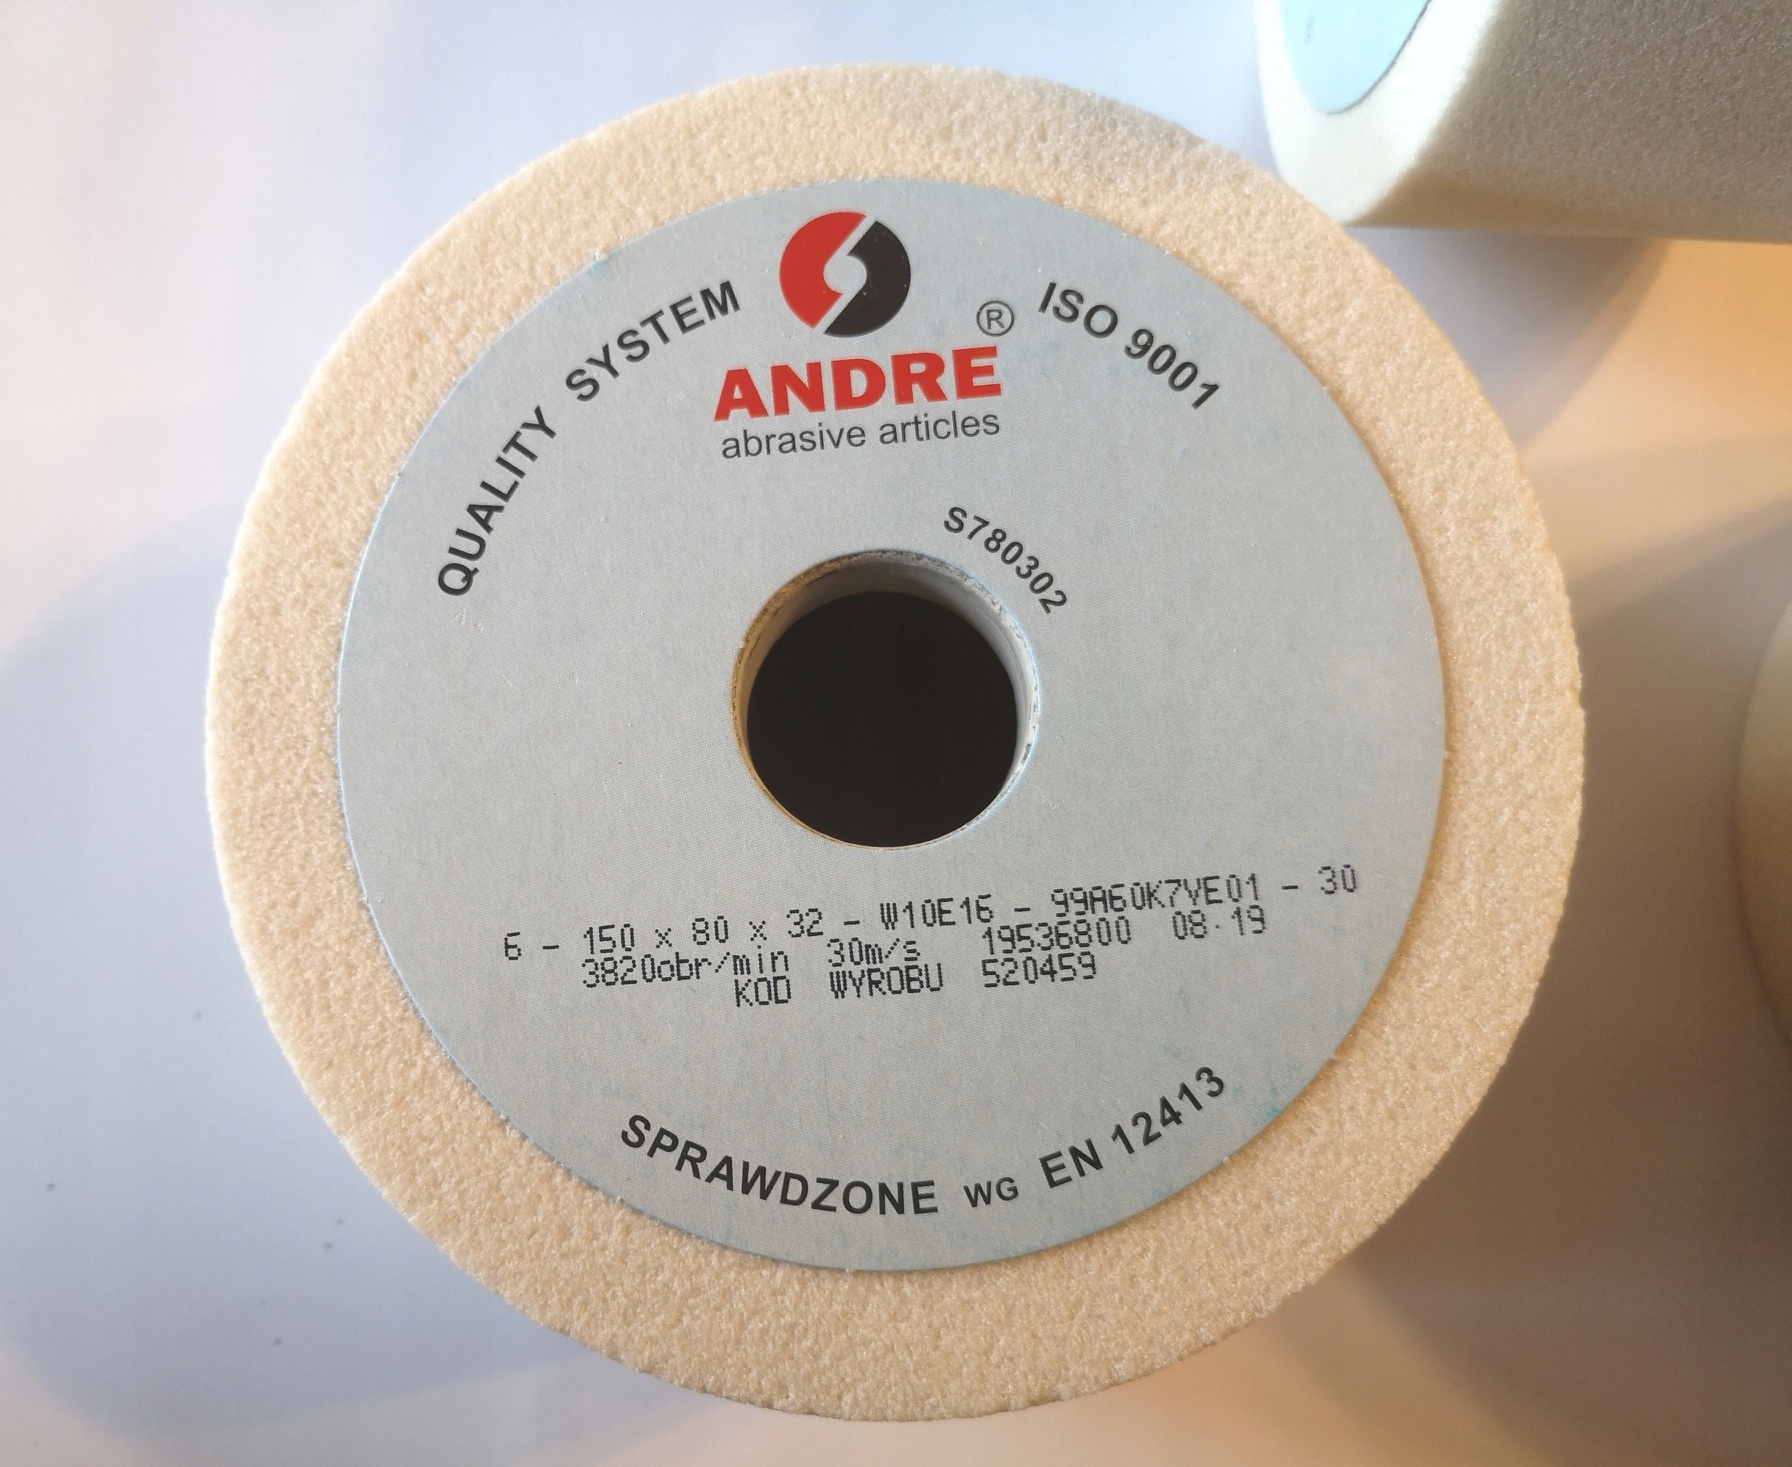 QUALITY SYSTEM
ISO 9001
®
ANDRE
abrasive articles
S780302
6 - 150 x 80 x 32 - W10E16 - 99A60K7VE01 - 30
3820obr/min 30m/s 19536800 08.19
KOD WYROBU 520459
SPRAWDZONE WG EN 12413